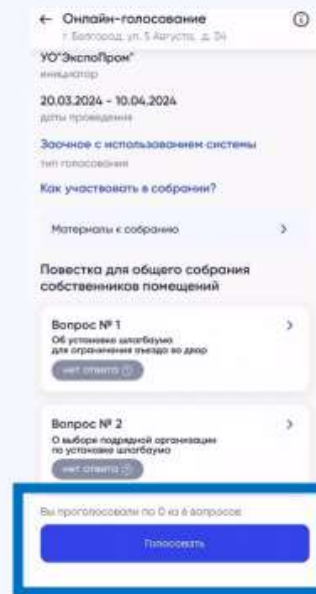 Онлайн-голосование
г. Белгород, ул. 5 Августа, д. 34
УО"ЭкспоПром"
инициатор
20.03.2024 - 10.04.2024
даты проведения
Заочное с использованием системы
тип голосования
Как участвовать в собрании?
Материалы к собранию
Повестка для общего собрания
собственников помещений
Вопрос № 1
Об установке шлагбаума
для ограничения въезда во двор
нет ответа
Вопрос № 2
О выборе подрядной организации
по установке шлагбаума
нет ответа
Вы проголосовали по 0 из 6 вопросов
Голосовать